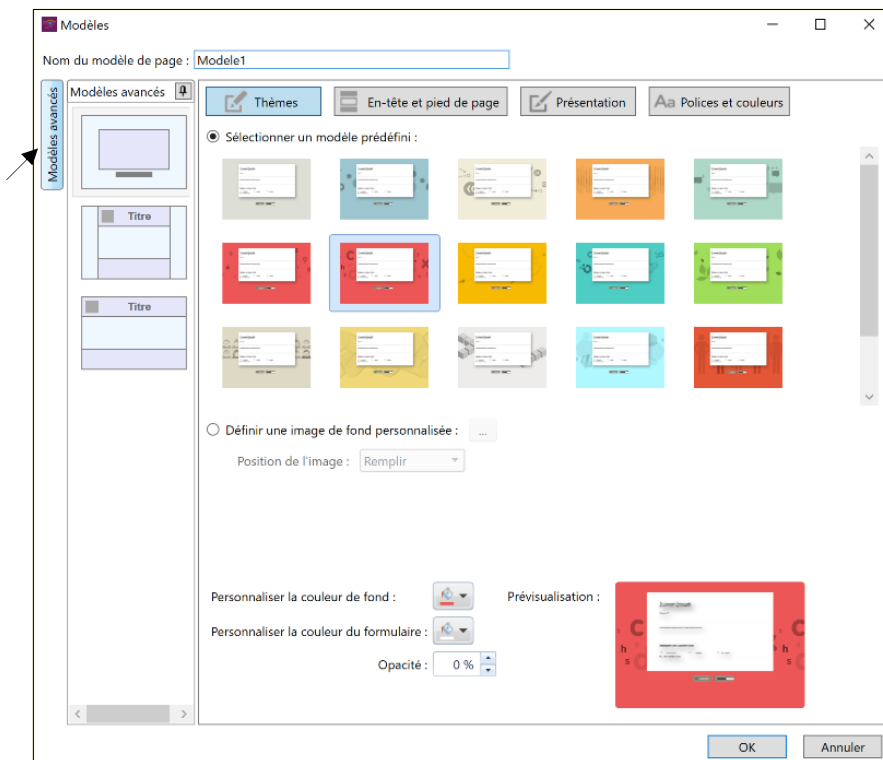 Modèles
Nom du modèle de page : Modele1
Modèles avancés
Modèles avancés
Titre
Titre
Thèmes
En-tête et pied de page
Présentation
Aa Polices et couleurs
Sélectionner un modèle prédéfini :
Définir une image de fond personnalisée : ...
Position de l'image : Remplir
Personnaliser la couleur de fond :
Prévisualisation :
Personnaliser la couleur du formulaire :
Opacité : 0 %
OK
Annuler